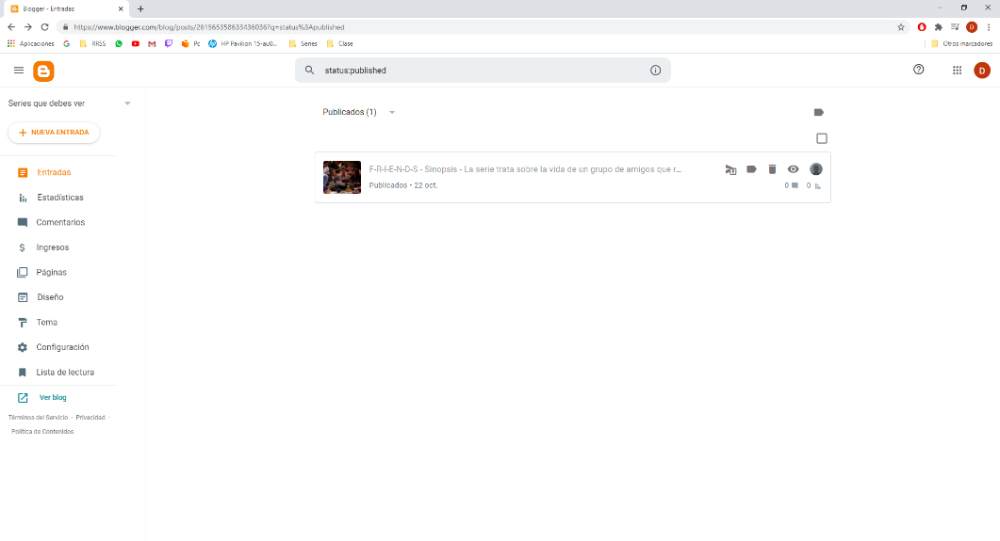 Blogger - Entradas
https://www.blogger.com/blog/posts/2615653586334360367?q=status%3Apublished
D
Aplicaciones
RRSS
Pc
HP Pavilion 15-au0...
Series
Clase
Otros marcadores
status:published
D
Series que debes ver
Publicados (1)
NUEVA ENTRADA
F-R-I-E-N-D-S - Sinopsis - La serie trata sobre la vida de un grupo de amigos que r...
Publicados • 22 oct.
0
0
Entradas
Estadísticas
Comentarios
Ingresos
Páginas
Diseño
Tema
Configuración
Lista de lectura
Ver blog
Términos del Servicio · Privacidad ·
Política de Contenidos